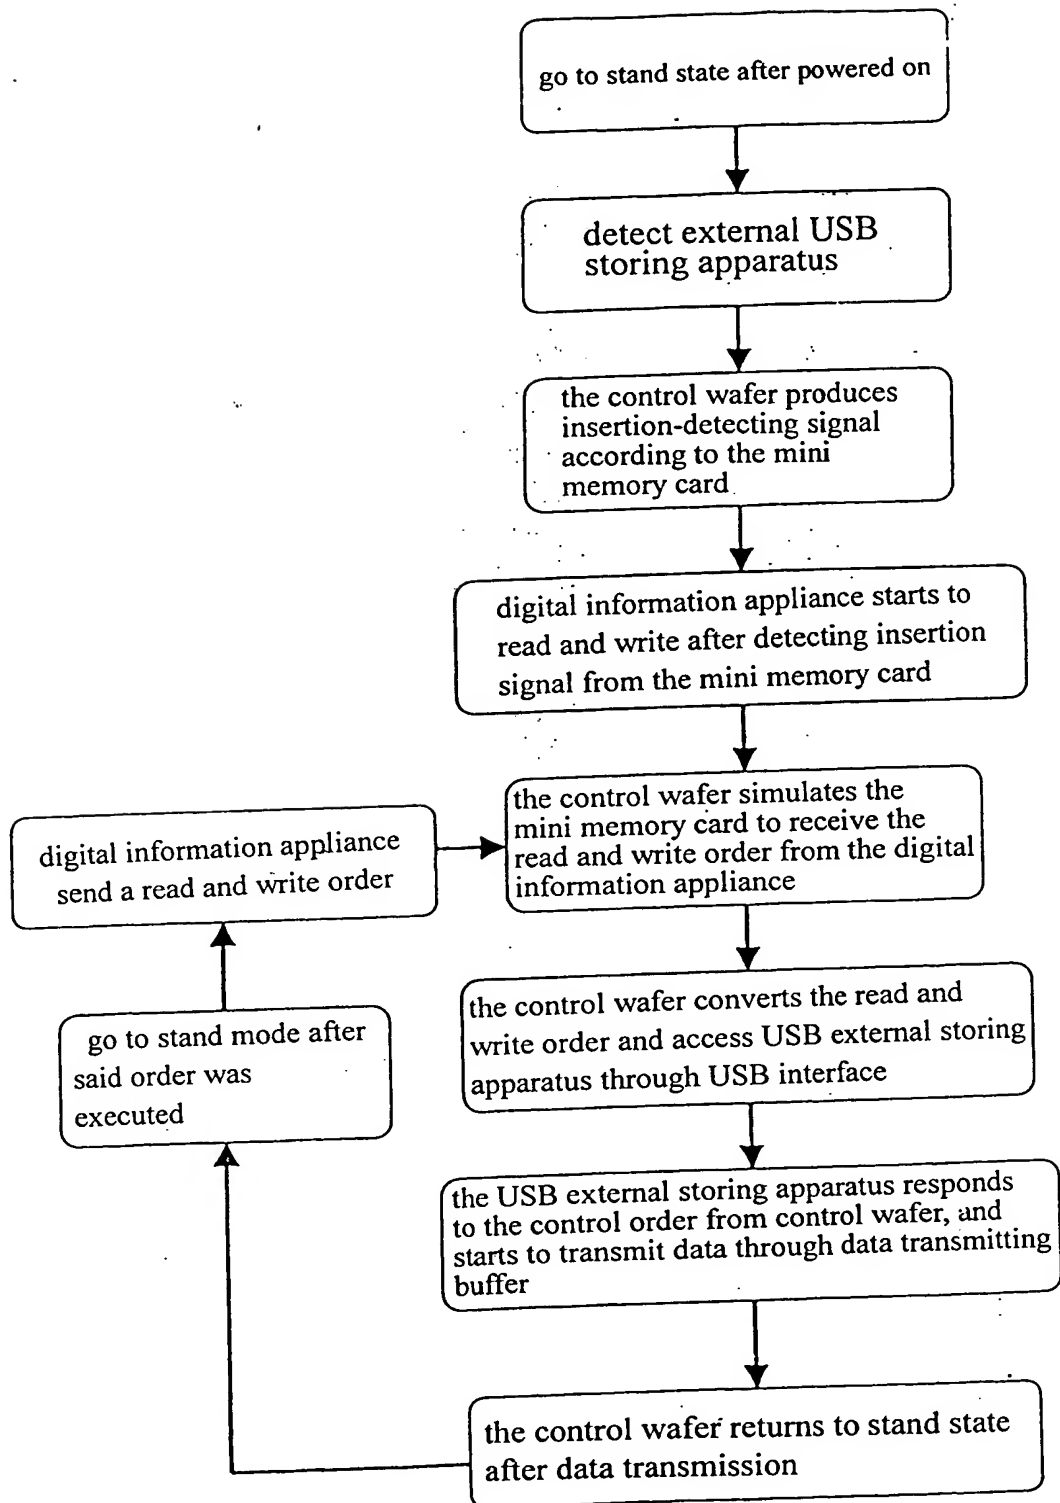 go to stand state after powered on
detect external USB
storing apparatus
the control wafer produces
insertion-detecting signal
according to the mini
memory card
digital information appliance starts to
read and write after detecting insertion
signal from the mini memory card
the control wafer simulates the
mini memory card to receive the
read and write order from the digital
information appliance
digital information appliance
send a read and write order
the control wafer converts the read and
write order and access USB external storing
apparatus through USB interface
go to stand mode after
said order was
executed
the USB external storing apparatus responds
to the control order from control wafer, and
starts to transmit data through data transmitting
buffer
the control wafer returns to stand state
after data transmission